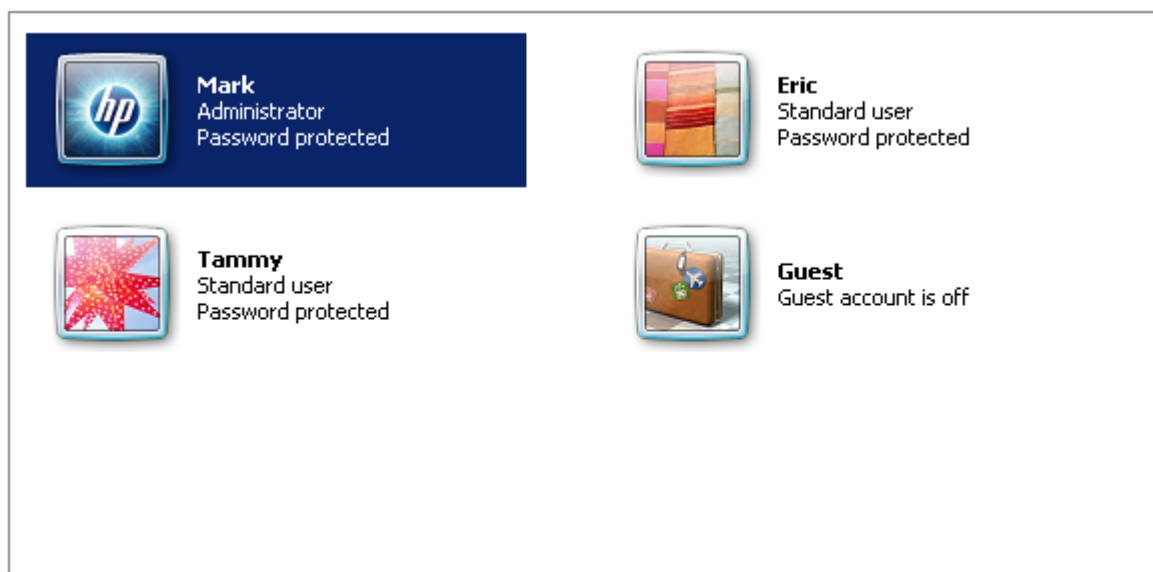 hp
Mark
Administrator
Password protected
Eric
Standard user
Password protected
Tammy
Standard user
Password protected
Guest
Guest account is off